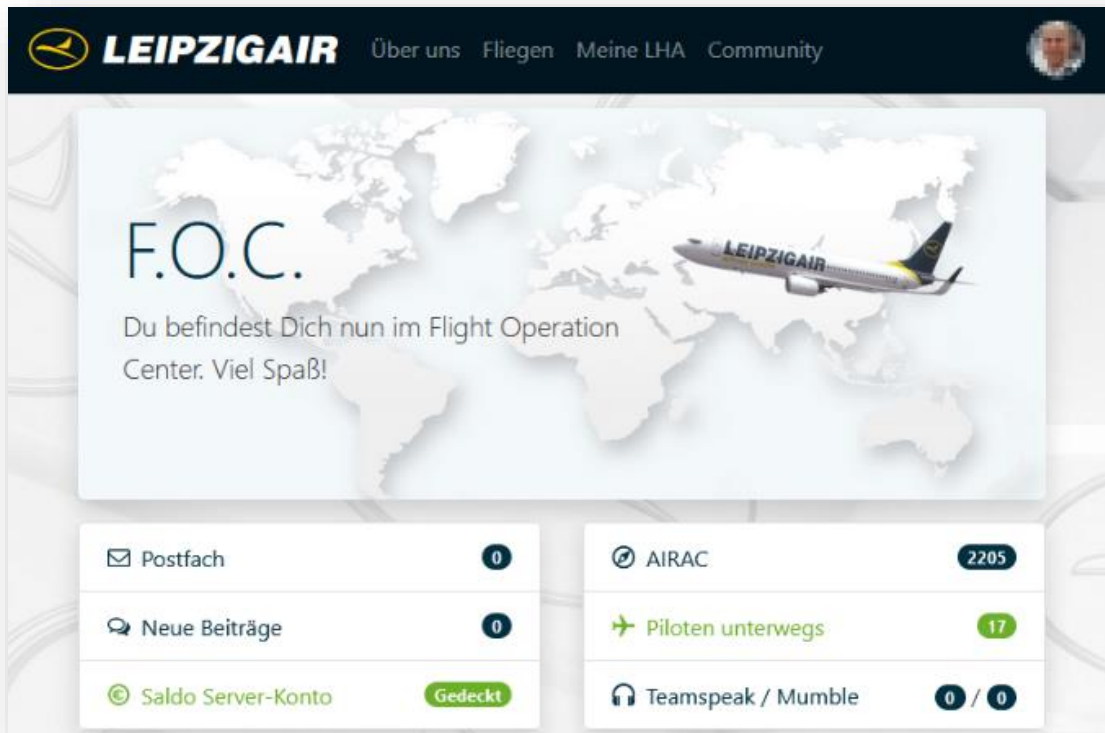 LEIPZIGAIR Über uns Fliegen Meine LHA Community
LEIPZIGAIR
F.O.C.
Du befindest Dich nun im Flight Operation
Center. Viel Spaß!
Postfach 0
Neue Beiträge 0
Saldo Server-Konto Gedeckt
AIRAC 2205
Piloten unterwegs 17
Teamspeak / Mumble 0 / 0